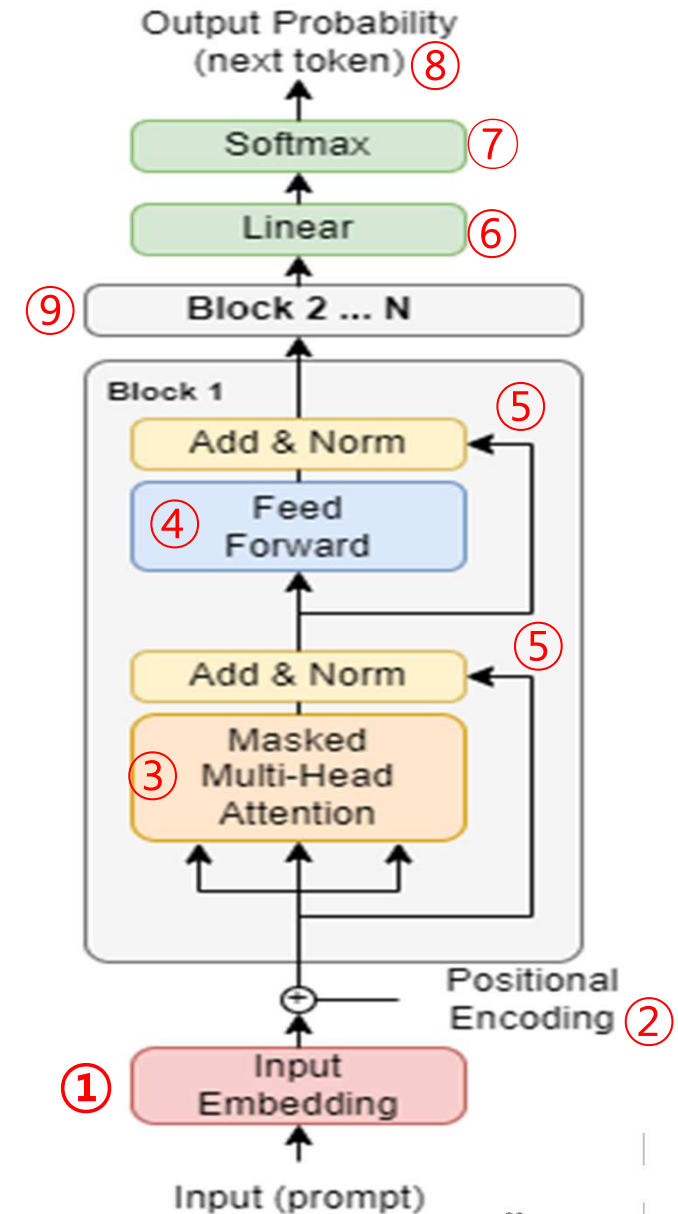 Output Probability
(next token) ⑧
Softmax ⑦
Linear ⑥
⑨ Block 2 ... N
Block 1
⑤
Add & Norm
④ Feed
Forward
⑤
Add & Norm
Masked
③ Multi-Head
Attention
Positional
Encoding ②
① Input
Embedding
Input (prompt)